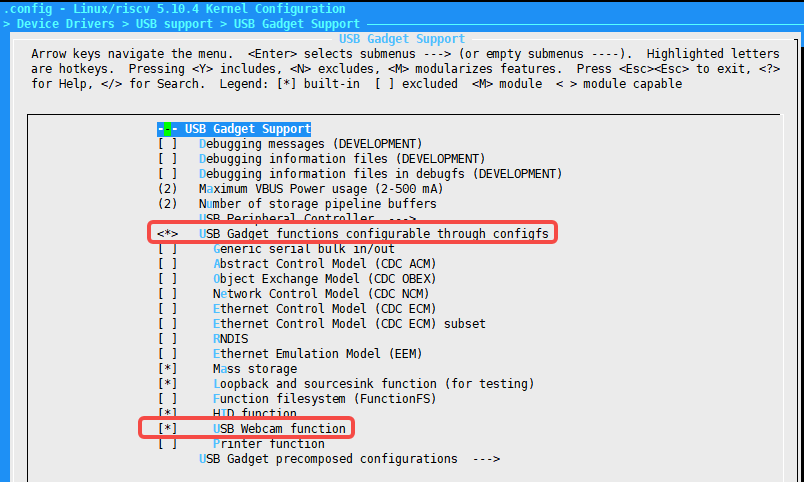 .config - Linux/riscv 5.10.4 Kernel Configuration
> Device Drivers > USB support > USB Gadget Support
USB Gadget Support
Arrow keys navigate the menu. <Enter> selects submenus ---> (or empty submenus ----). Highlighted letters
are hotkeys. Pressing <Y> includes, <N> excludes, <M> modularizes features. Press <Esc><Esc> to exit, <?>
for Help, </> for Search. Legend: [*] built-in [ ] excluded <M> module < > module capable
--- USB Gadget Support
[ ] Debugging messages (DEVELOPMENT)
[ ] Debugging information files (DEVELOPMENT)
[ ] Debugging information files in debugfs (DEVELOPMENT)
(2) Maximum VBUS Power usage (2-500 mA)
(2) Number of storage pipeline buffers
USB Peripheral Controller --->
<*> USB Gadget functions configurable through configfs
[ ] Generic serial bulk in/out
[ ] Abstract Control Model (CDC ACM)
[ ] Object Exchange Model (CDC OBEX)
[ ] Network Control Model (CDC NCM)
[ ] Ethernet Control Model (CDC ECM)
[ ] Ethernet Control Model (CDC ECM) subset
[ ] RNDIS
[ ] Ethernet Emulation Model (EEM)
[*] Mass storage
[*] Loopback and sourcesink function (for testing)
[ ] Function filesystem (FunctionFS)
[*] HID function
[*] USB Webcam function
[ ] Printer function
USB Gadget precomposed configurations --->